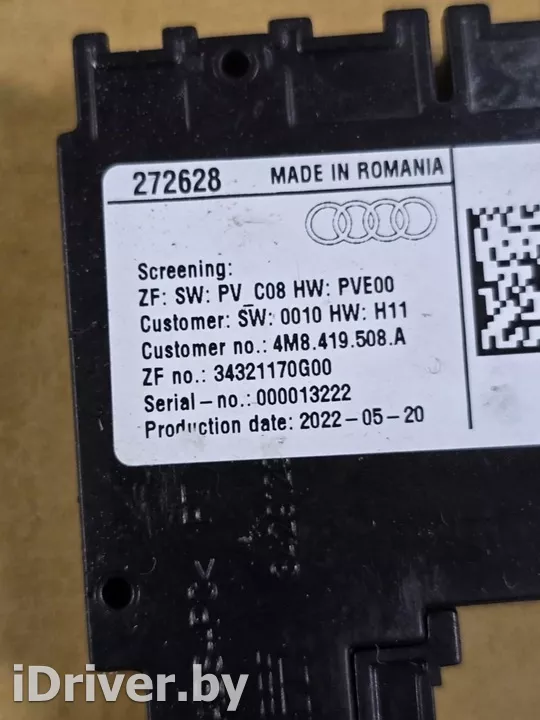 272628 MADE IN ROMANIA
Screening:
ZF: SW: PV_C08 HW: PVE00
Customer: SW: 0010 HW: H11
Customer no.: 4M8.419.508.A
ZF no.: 34321170G00
Serial-no.: 000013222
Production date: 2022-05-20
iDriver.by